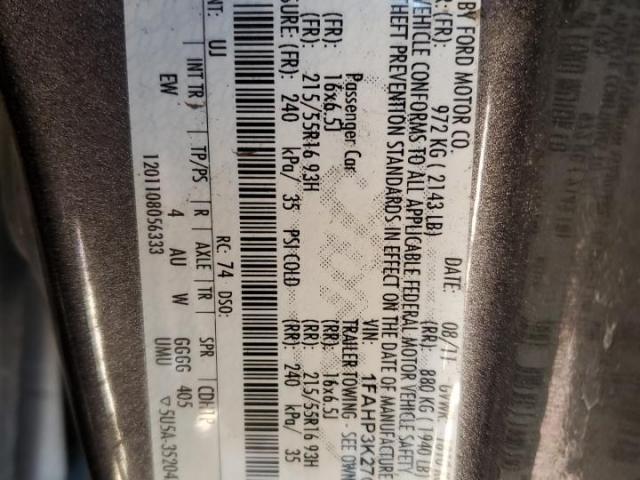 BY FORD MOTOR CO.
DATE: 08/11 GVWR:
(FR): 972 KG ( 2143 LB) (RR): 880 KG ( 1940 LB)
VEHICLE CONFORMS TO ALL APPLICABLE FEDERAL MOTOR VEHICLE SAFETY
THEFT PREVENTION STANDARDS IN EFFECT ON THE DATE OF MANUFACTURE
VIN: 1FAHP3K27
Passenger Car TRAILER TOWING - SEE OWN
(FR): 16x6.5J (RR): 16x6.5J
(FR): 215/55R16 93H (RR): 215/55R16 93H
SURE (FR): 240 kPa/ 35 PSI COLD (RR): 240 kPa/ 35
RC: 74 DSO:
UJ
INT TR TP/PS R AXLE TR SPR
EW 4 AU W GGGG 405
UMU
1201108056333 5U5A-35204